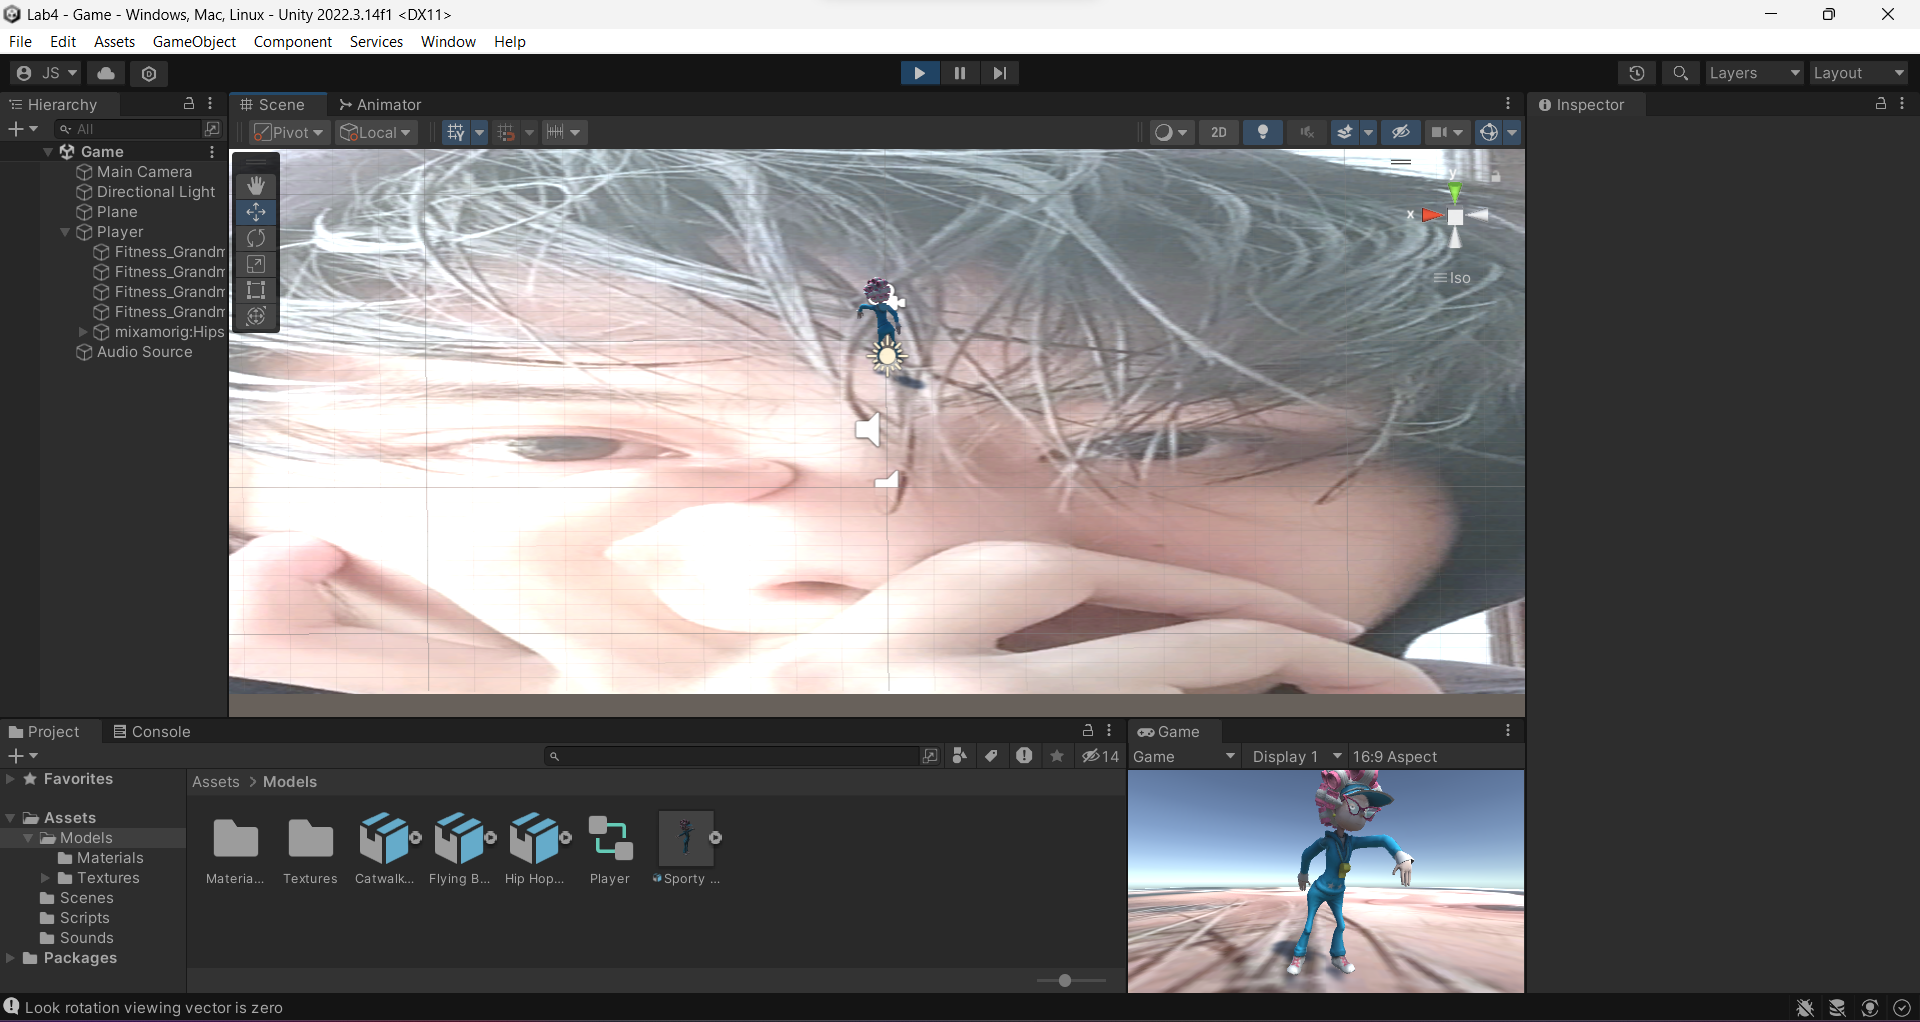 Lab4 - Game - Windows, Mac, Linux - Unity 2022.3.14f1 <DX11>
File Edit Assets GameObject Component Services Window Help
JS
Layers
Layout
Hierarchy
Scene
Animator
Inspector
All
Pivot
Local
2D
Game
Main Camera
Directional Light
Plane
Player
Fitness_Grandm
Fitness_Grandm
Fitness_Grandm
Fitness_Grandm
mixamorig:Hips
Audio Source
y
x
Iso
Project
Console
14
Favorites
Assets
Models
Materials
Textures
Scenes
Scripts
Sounds
Packages
Assets > Models
Materia...
Textures
Catwalk...
Flying B...
Hip Hop...
Player
Sporty ...
Game
Game
Display 1
16:9 Aspect
Look rotation viewing vector is zero